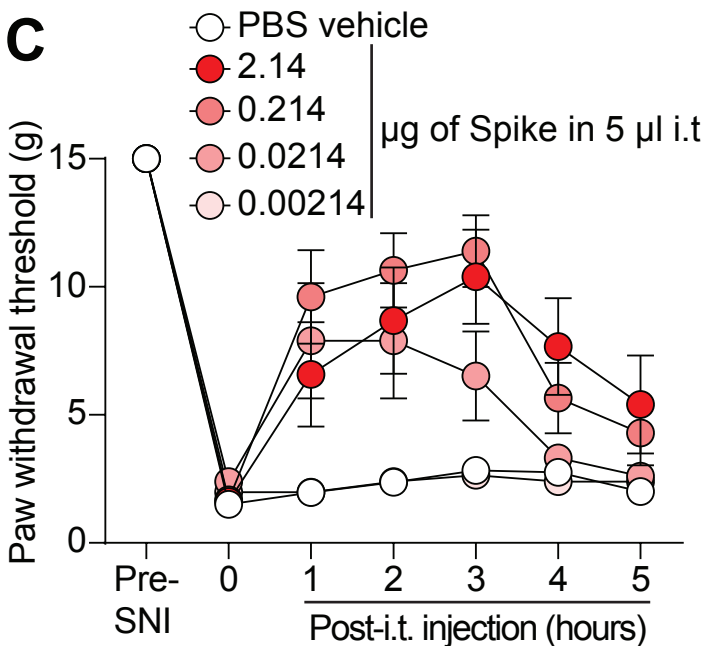 C
PBS vehicle
2.14
0.214
0.0214
0.00214
µg of Spike in 5 µl i.t
Paw withdrawal threshold (g)
15
10
5
0
Pre-
SNI
0 1 2 3 4 5
Post-i.t. injection (hours)